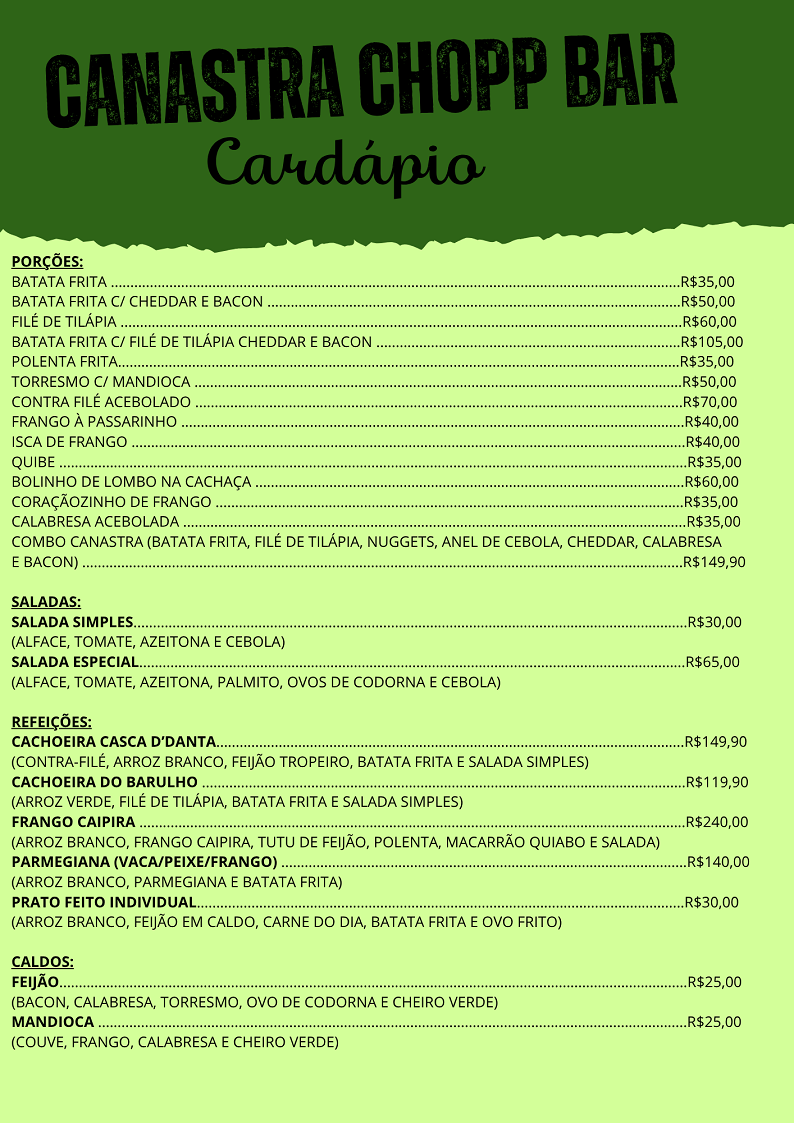 CANASTRA CHOPP BAR
Cardápio
PORÇÕES:
BATATA FRITA ........................................................................................................................................................R$35,00
BATATA FRITA C/ CHEDDAR E BACON ..........................................................................................................R$50,00
FILÉ DE TILÁPIA ................................................................................................................................................R$60,00
BATATA FRITA C/ FILÉ DE TILÁPIA CHEDDAR E BACON ..............................................................................R$105,00
POLENTA FRITA................................................................................................................................................R$35,00
TORRESMO C/ MANDIOCA .............................................................................................................................R$50,00
CONTRA FILÉ ACEBOLADO .............................................................................................................................R$70,00
FRANGO À PASSARINHO .................................................................................................................................R$40,00
ISCA DE FRANGO ..............................................................................................................................................R$40,00
QUIBE .................................................................................................................................................................R$35,00
BOLINHO DE LOMBO NA CACHAÇA ..............................................................................................................R$60,00
CORAÇÃOZINHO DE FRANGO ........................................................................................................................R$35,00
CALABRESA ACEBOLADA .................................................................................................................................R$35,00
COMBO CANASTRA (BATATA FRITA, FILÉ DE TILÁPIA, NUGGETS, ANEL DE CEBOLA, CHEDDAR, CALABRESA
E BACON) ..........................................................................................................................................................R$149,90
SALADAS:
SALADA SIMPLES..............................................................................................................................................R$30,00
(ALFACE, TOMATE, AZEITONA E CEBOLA)
SALADA ESPECIAL............................................................................................................................................R$65,00
(ALFACE, TOMATE, AZEITONA, PALMITO, OVOS DE CODORNA E CEBOLA)
REFEIÇÕES:
CACHOEIRA CASCA D’DANTA........................................................................................................................R$149,90
(CONTRA-FILÉ, ARROZ BRANCO, FEIJÃO TROPEIRO, BATATA FRITA E SALADA SIMPLES)
CACHOEIRA DO BARULHO ............................................................................................................................R$119,90
(ARROZ VERDE, FILÉ DE TILÁPIA, BATATA FRITA E SALADA SIMPLES)
FRANGO CAIPIRA ............................................................................................................................................R$240,00
(ARROZ BRANCO, FRANGO CAIPIRA, TUTU DE FEIJÃO, POLENTA, MACARRÃO QUIABO E SALADA)
PARMEGIANA (VACA/PEIXE/FRANGO) ........................................................................................................R$140,00
(ARROZ BRANCO, PARMEGIANA E BATATA FRITA)
PRATO FEITO INDIVIDUAL.............................................................................................................................R$30,00
(ARROZ BRANCO, FEIJÃO EM CALDO, CARNE DO DIA, BATATA FRITA E OVO FRITO)
CALDOS:
FEIJÃO.................................................................................................................................................................R$25,00
(BACON, CALABRESA, TORRESMO, OVO DE CODORNA E CHEIRO VERDE)
MANDIOCA .......................................................................................................................................................R$25,00
(COUVE, FRANGO, CALABRESA E CHEIRO VERDE)